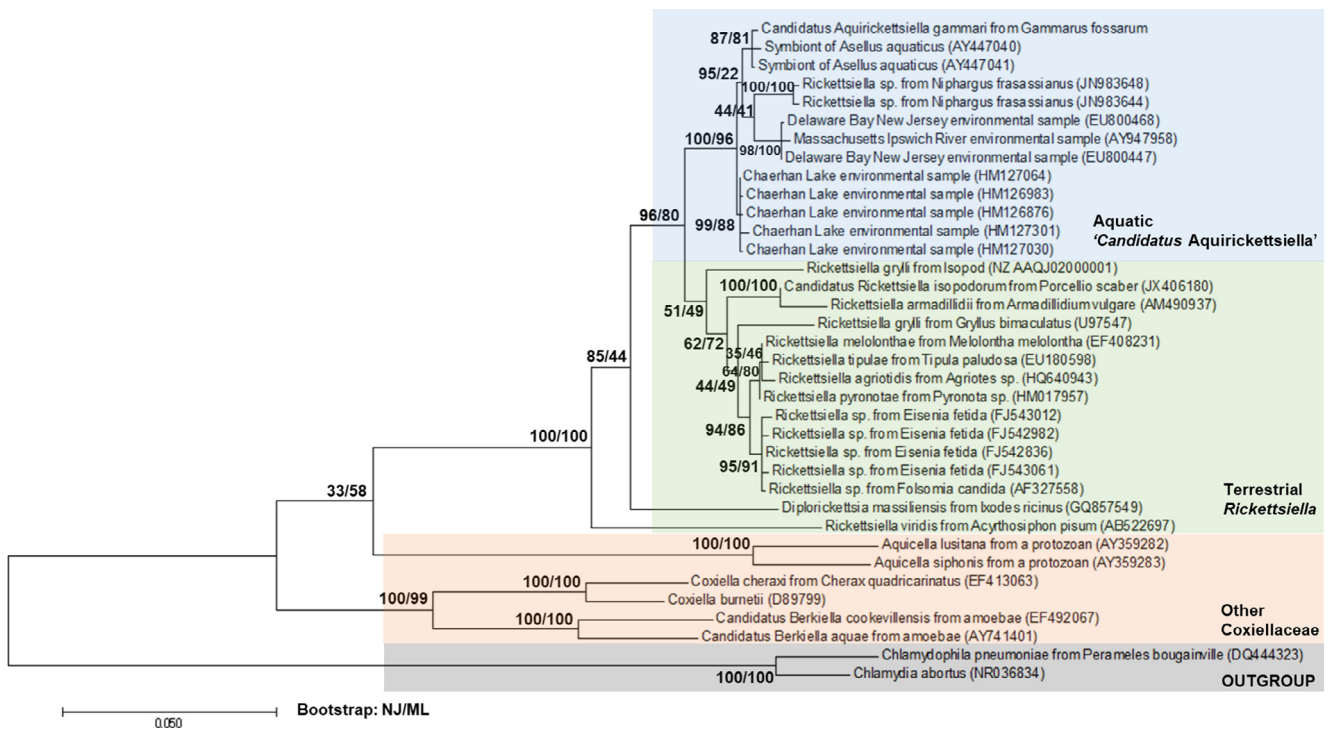 87/81
Candidatus Aquirickettsiella gammari from Gammarus fossarum
Symbiont of Asellus aquaticus (AY447040)
95/22
Symbiont of Asellus aquaticus (AY447041)
100/100
Rickettsiella sp. from Niphargus frasassianus (JN983648)
Rickettsiella sp. from Niphargus frasassianus (JN983644)
44/41
Delaware Bay New Jersey environmental sample (EU800468)
100/96
Massachusetts Ipswich River environmental sample (AY947958)
98/100
Delaware Bay New Jersey environmental sample (EU800447)
Chaerhan Lake environmental sample (HM127064)
Chaerhan Lake environmental sample (HM126983)
96/80
Chaerhan Lake environmental sample (HM126876)
99/88
Chaerhan Lake environmental sample (HM127301)
Chaerhan Lake environmental sample (HM127030)
Aquatic
'Candidatus Aquirickettsiella'
Rickettsiella grylli from Isopod (NZ AAQJ02000001)
100/100
Candidatus Rickettsiella isopodorum from Porcellio scaber (JX406180)
Rickettsiella armadillidii from Armadillidium vulgare (AM490937)
51/49
Rickettsiella grylli from Gryllus bimaculatus (U97547)
62/72
Rickettsiella melolonthae from Melolontha melolontha (EF408231)
35/46
Rickettsiella tipulae from Tipula paludosa (EU180598)
85/44
64/80
Rickettsiella agriotidis from Agriotes sp. (HQ640943)
44/49
Rickettsiella pyronotae from Pyronota sp. (HM017957)
Rickettsiella sp. from Eisenia fetida (FJ543012)
94/86
Rickettsiella sp. from Eisenia fetida (FJ542982)
100/100
Rickettsiella sp. from Eisenia fetida (FJ542836)
95/91
Rickettsiella sp. from Eisenia fetida (FJ543061)
Rickettsiella sp. from Folsomia candida (AF327558)
Terrestrial
Rickettsiella
33/58
Diplorickettsia massiliensis from Ixodes ricinus (GQ857549)
Rickettsiella viridis from Acyrthosiphon pisum (AB522697)
100/100
Aquicella lusitana from a protozoan (AY359282)
Aquicella siphonis from a protozoan (AY359283)
100/100
Coxiella cheraxi from Cherax quadricarinatus (EF413063)
100/99
Coxiella burnetii (D89799)
100/100
Candidatus Berkiella cookevillensis from amoebae (EF492067)
Candidatus Berkiella aquae from amoebae (AY741401)
Other
Coxiellaceae
Chlamydophila pneumoniae from Perameles bougainville (DQ444323)
100/100
Chlamydia abortus (NR036834)
OUTGROUP
Bootstrap: NJ/ML
0.050